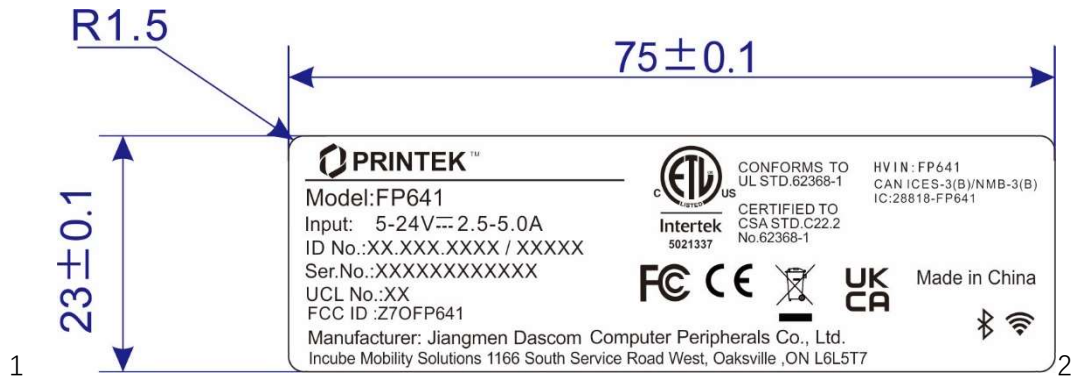 R1.5
75±0.1
23±0.1
PRINTEK™
Model:FP641
Input: 5-24V⎓2.5-5.0A
ID No.:XX.XXX.XXXX / XXXXX
Ser.No.:XXXXXXXXXXXX
UCL No.:XX
FCC ID :Z7OFP641
C ETL US
LISTED
Intertek
5021337
CONFORMS TO
UL STD.62368-1
CERTIFIED TO
CSA STD.C22.2
No.62368-1
HVIN:FP641
CAN ICES-3(B)/NMB-3(B)
IC:28818-FP641
FC CE UK
CA
Made in China
Manufacturer: Jiangmen Dascom Computer Peripherals Co., Ltd.
Incube Mobility Solutions 1166 South Service Road West, Oaksville ,ON L6L5T7
1
2